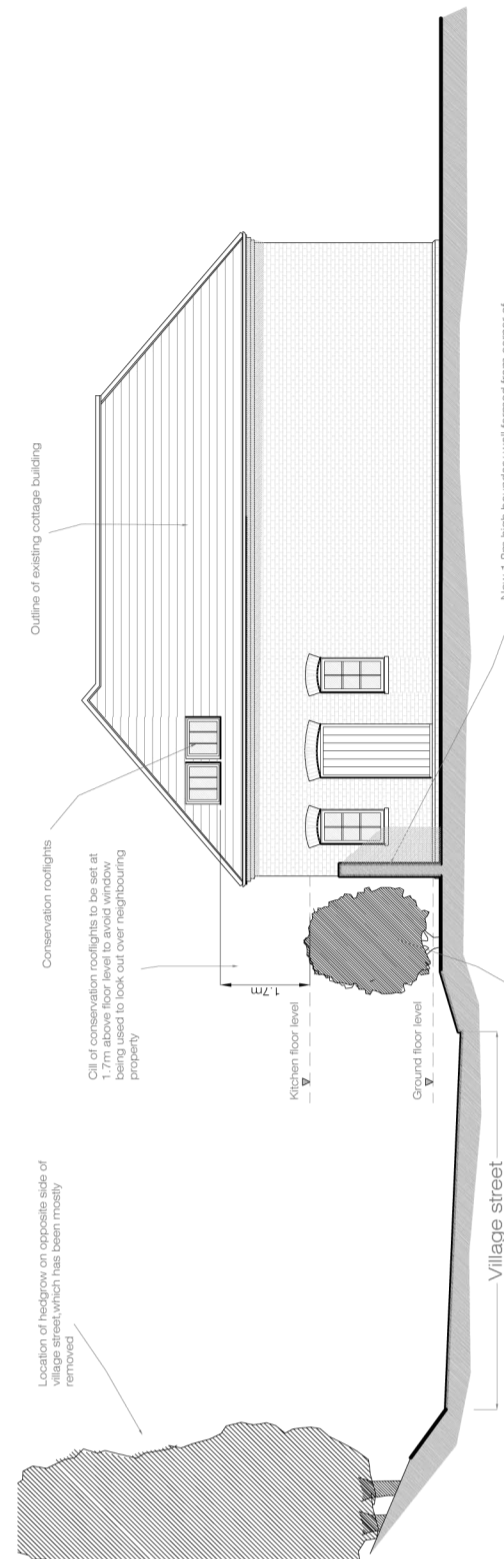 Location of hedgrow on opposite side of
village street,which has been mostly
removed
Conservation rooflights
Cill of conservation rooflights to be set at
1.7m above floor level to avoid window
being used to look out over neighbouring
property
Outline of existing cottage building
1.7m
Kitchen floor level
Ground floor level
Village street